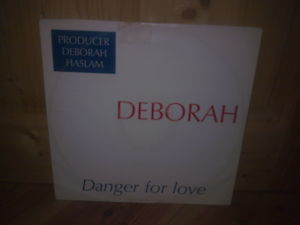 PRODUCER
DEBORAH
HASLAM
DEBORAH
Danger for love